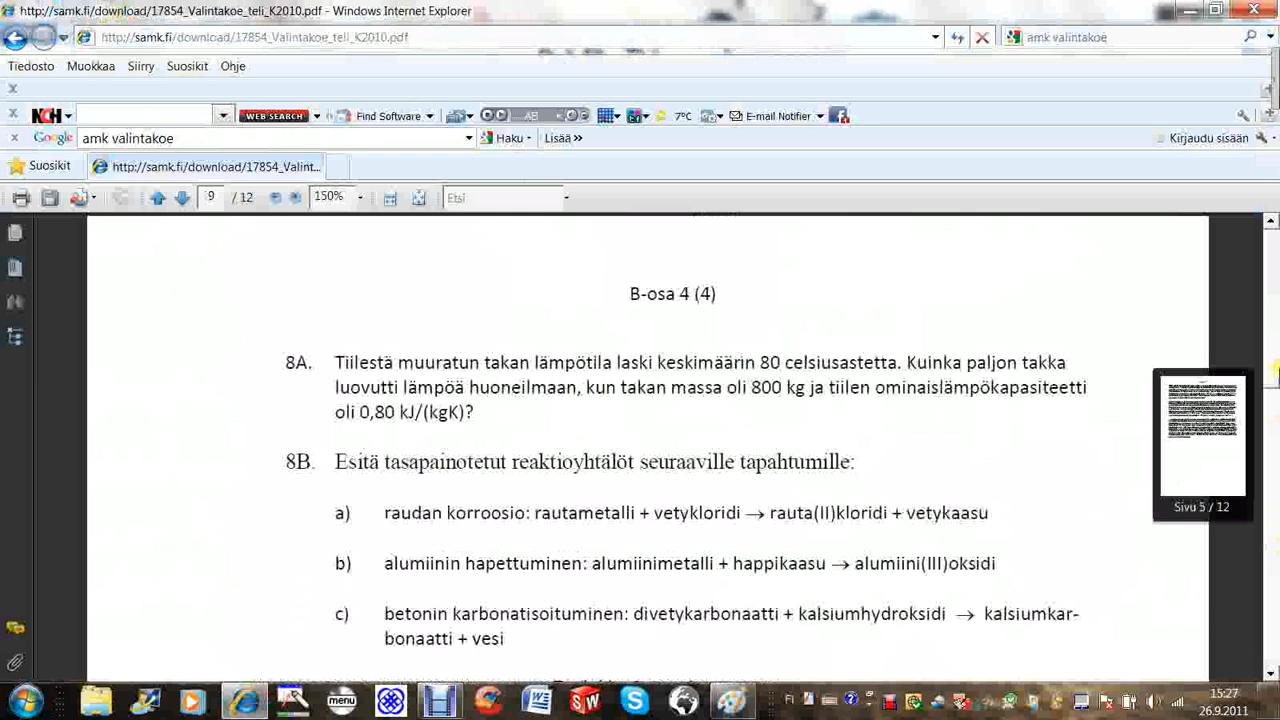 http://samk.fi/download/17854_Valintakoe_teli_K2010.pdf - Windows Internet Explorer
http://samk.fi/download/17854_Valintakoe_teli_K2010.pdf
amk valintakoe
Tiedosto Muokkaa Siirry Suosikit Ohje
x
x NCH WEB SEARCH Find Software AB 7°C E-mail Notifier
x Google amk valintakoe Haku Lisää » Kirjaudu sisään
Suosikit http://samk.fi/download/17854_Valint...
9 / 12 150% Etsi
B-osa 4 (4)
8A. Tiilestä muuratun takan lämpötila laski keskimäärin 80 celsiusastetta. Kuinka paljon takka
luovutti lämpöä huoneilmaan, kun takan massa oli 800 kg ja tiilen ominaislämpökapasiteetti
oli 0,80 kJ/(kgK)?
8B. Esitä tasapainotetut reaktioyhtälöt seuraaville tapahtumille:
Sivu 5 / 12
a) raudan korroosio: rautametalli + vetykloridi → rauta(II)kloridi + vetykaasu
b) alumiinin hapettuminen: alumiinimetalli + happikaasu → alumiini(III)oksidi
c) betonin karbonatisoituminen: divetykarbonaatti + kalsiumhydroksidi → kalsiumkar-
bonaatti + vesi
menu
FI
15:27
26.9.2011